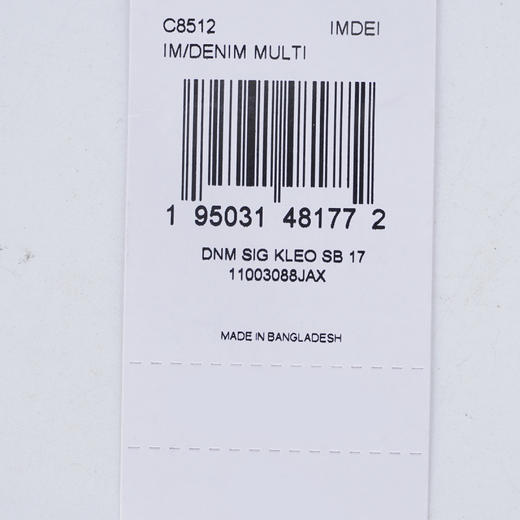 C8512 IMDEI
IM/DENIM MULTI
1 95031 48177 2
DNM SIG KLEO SB 17
11003088JAX
MADE IN BANGLADESH